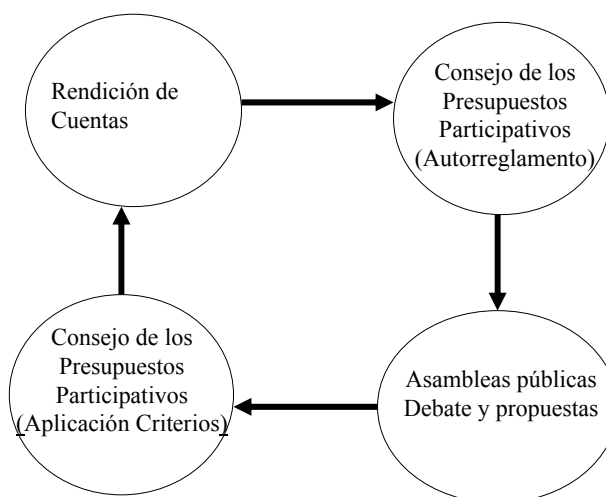 Rendición de
Cuentas
Consejo de los
Presupuestos
Participativos
(Autorreglamento)
Consejo de los
Presupuestos
Participativos
(Aplicación Criterios)
Asambleas públicas
Debate y propuestas